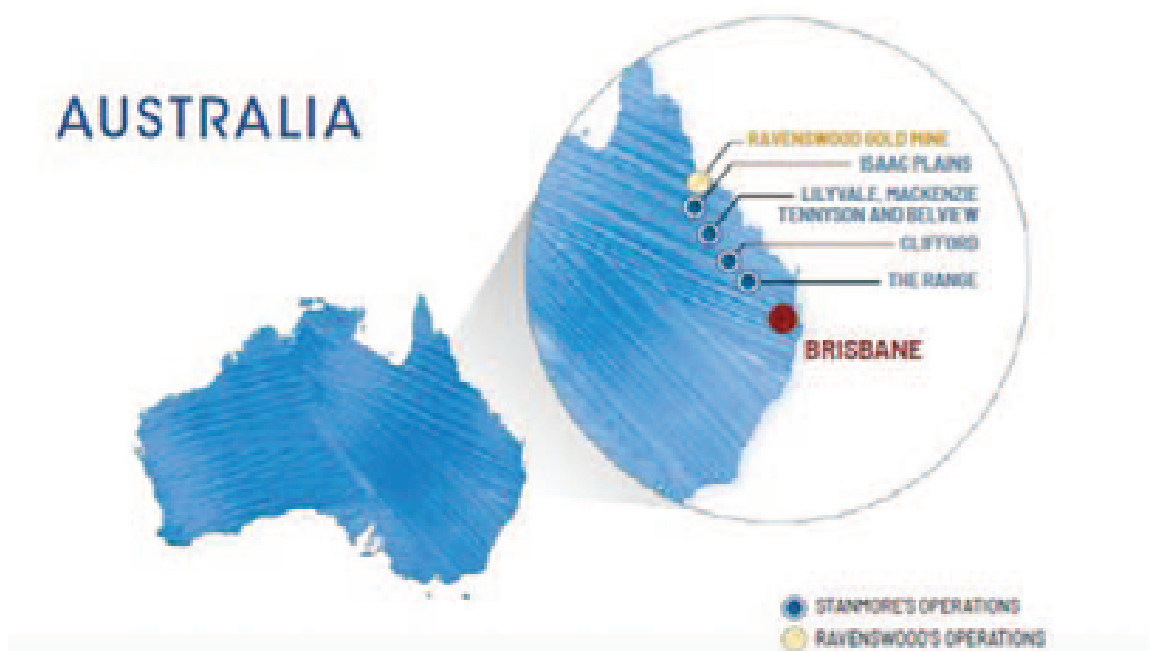 AUSTRALIA
RAVENSWOOD GOLD MINE
ISAAC PLAINS
LILYVALE, MACKENZIE
TENNYSON AND BELVIEW
CLIFFORD
THE RANGE
BRISBANE
STANMORE'S OPERATIONS
RAVENSWOOD'S OPERATIONS